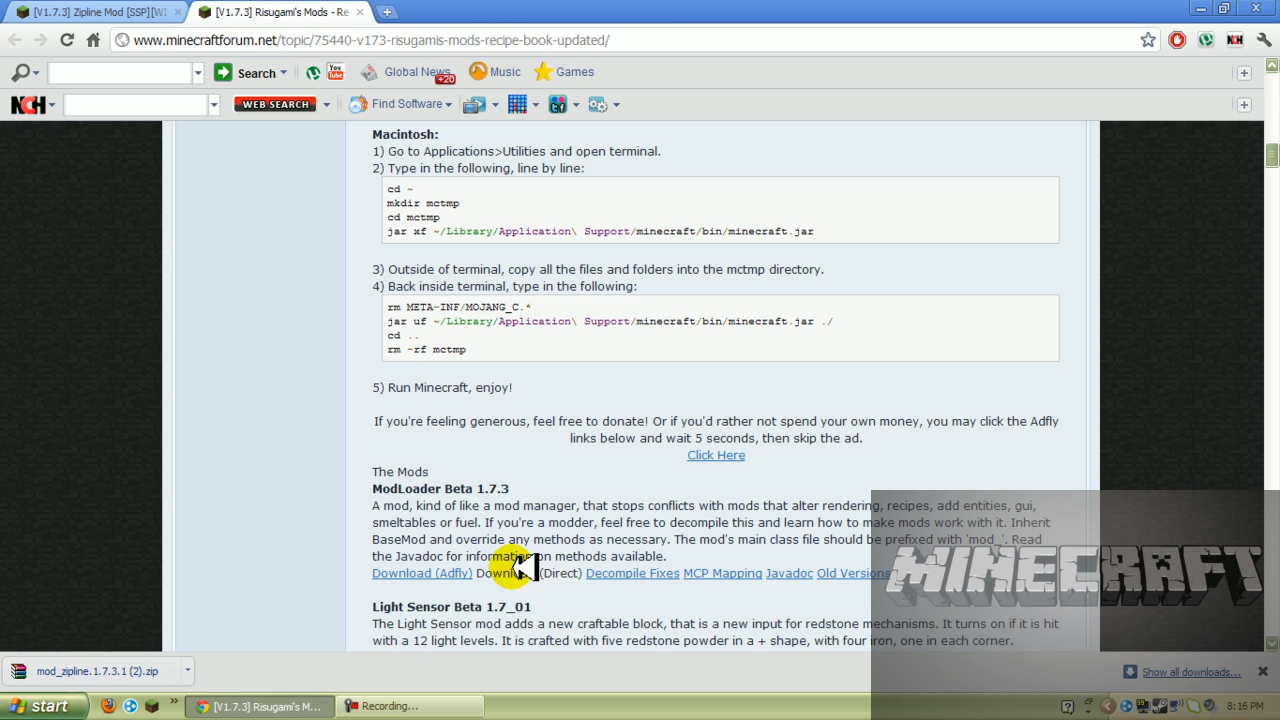 [V1.7.3] Zipline Mod [SSP][WI
[V1.7.3] Risugami's Mods - Re
www.minecraftforum.net/topic/75440-v173-risugamis-mods-recipe-book-updated/
Search
You
Global News
+20
Music
Games
NCH
WEB SEARCH
Find Software
Macintosh:
1) Go to Applications>Utilities and open terminal.
2) Type in the following, line by line:
cd ~
mkdir mctmp
cd mctmp
jar xf ~/Library/Application\ Support/minecraft/bin/minecraft.jar
3) Outside of terminal, copy all the files and folders into the mctmp directory.
4) Back inside terminal, type in the following:
rm META-INF/MOJANG_C.*
jar uf ~/Library/Application\ Support/minecraft/bin/minecraft.jar ./
cd ..
rm -rf mctmp
5) Run Minecraft, enjoy!
If you're feeling generous, feel free to donate! Or if you'd rather not spend your own money, you may click the Adfly
links below and wait 5 seconds, then skip the ad.
Click Here
The Mods
ModLoader Beta 1.7.3
A mod, kind of like a mod manager, that stops conflicts with mods that alter rendering, recipes, add entities, gui,
smeltables or fuel. If you're a modder, feel free to decompile this and learn how to make mods work with it. Inherit
BaseMod and override any methods as necessary. The mod's main class file should be prefixed with 'mod_'. Read
the Javadoc for information on methods available.
Download (Adfly) Download (Direct) Decompile Fixes MCP Mapping Javadoc Old Versions
Light Sensor Beta 1.7_01
The Light Sensor mod adds a new craftable block, that is a new input for redstone mechanisms. It turns on if it is hit
with a 12 light levels. It is crafted with five redstone powder in a + shape, with four iron, one in each corner.
MINECRAFT
mod_zipline.1.7.3.1 (2).zip
Show all downloads...
start
[V1.7.3] Risugami's M...
Recording...
8:16 PM